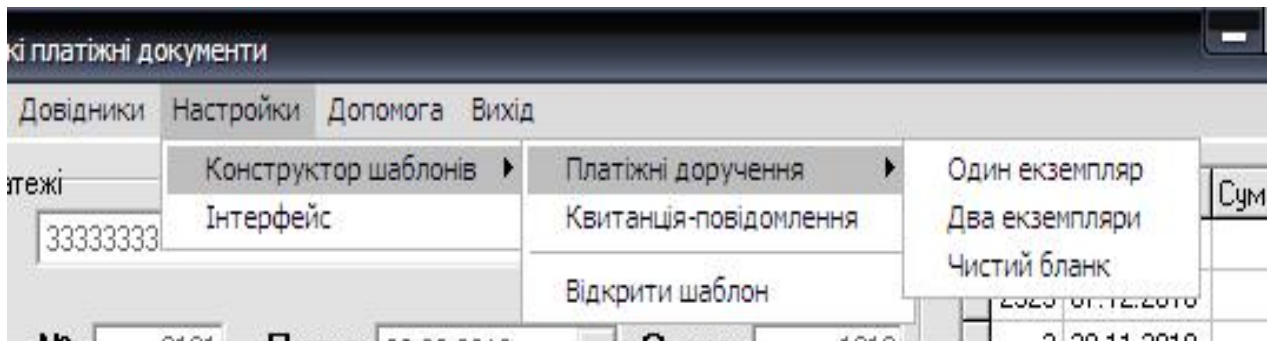 кі платіжні документи
Довідники Настройки Допомога Вихід
Конструктор шаблонів Платіжні доручення Один екземпляр
атежі Сум
Інтерфейс Квитанція-повідомлення Два екземпляри
33333333
Чистий бланк
Відкрити шаблон